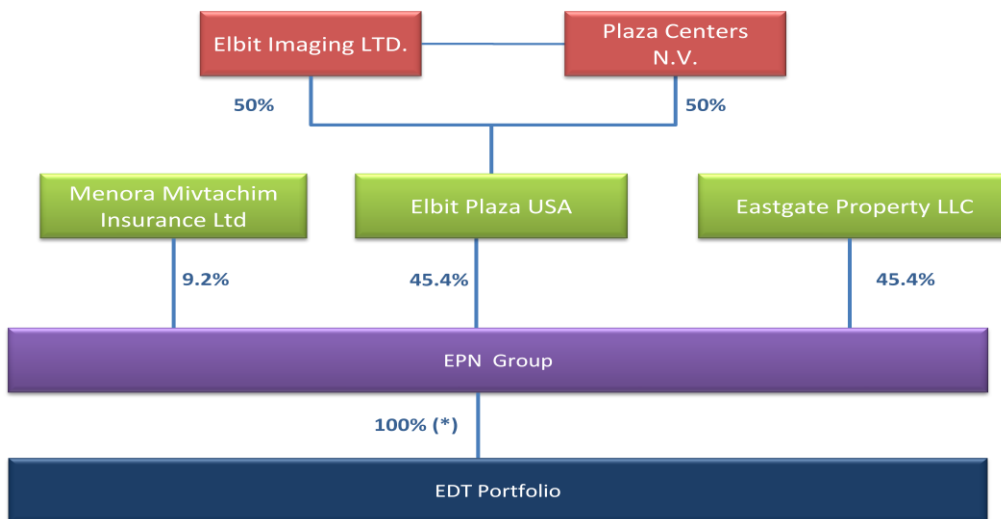 Elbit Imaging LTD.
Plaza Centers
N.V.
50%
50%
Menora Mivtachim
Insurance Ltd
Elbit Plaza USA
Eastgate Property LLC
9.2%
45.4%
45.4%
EPN Group
100% (*)
EDT Portfolio